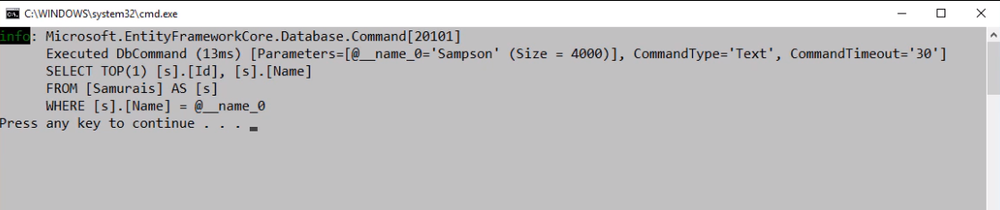 C:\WINDOWS\system32\cmd.exe
info: Microsoft.EntityFrameworkCore.Database.Command[20101]
Executed DbCommand (13ms) [Parameters=[@__name_0='Sampson' (Size = 4000)], CommandType='Text', CommandTimeout='30']
SELECT TOP(1) [s].[Id], [s].[Name]
FROM [Samurais] AS [s]
WHERE [s].[Name] = @__name_0
Press any key to continue . . .